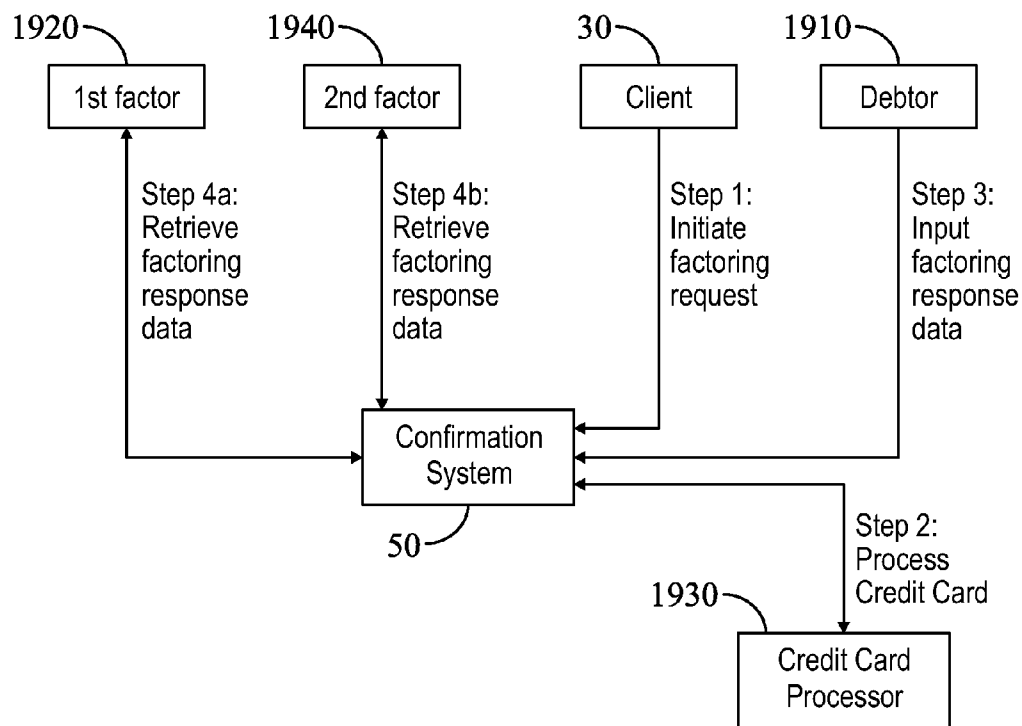 1920
1940
30
1910
1st factor
2nd factor
Client
Debtor
Step 4a:
Retrieve
factoring
response
data
Step 4b:
Retrieve
factoring
response
data
Step 1:
Initiate
factoring
request
Step 3:
Input
factoring
response
data
Confirmation
System
50
Step 2:
Process
Credit Card
1930
Credit Card
Processor